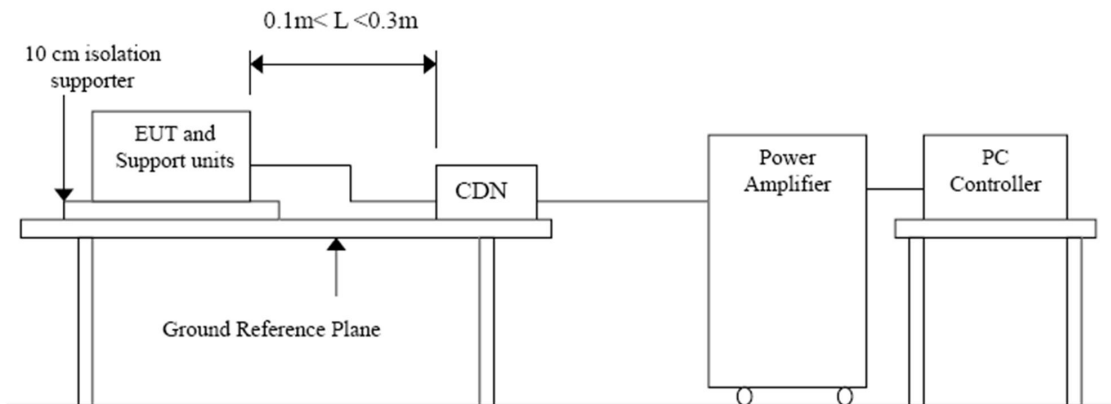 0.1m< L <0.3m
10 cm isolation
supporter
EUT and
Support units
CDN
Power
Amplifier
PC
Controller
Ground Reference Plane